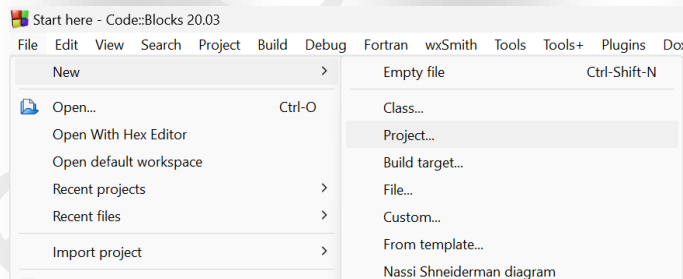 Start here - Code::Blocks 20.03
File Edit View Search Project Build Debug Fortran wxSmith Tools Tools+ Plugins Dox
New
Empty file Ctrl-Shift-N
Open... Ctrl-O
Class...
Open With Hex Editor
Project...
Open default workspace
Build target...
Recent projects
File...
Recent files
Custom...
Import project
From template...
Nassi Shneiderman diagram